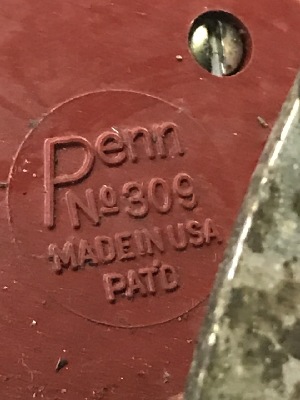 Penn
Nº 309
MADE IN USA
PAT'D